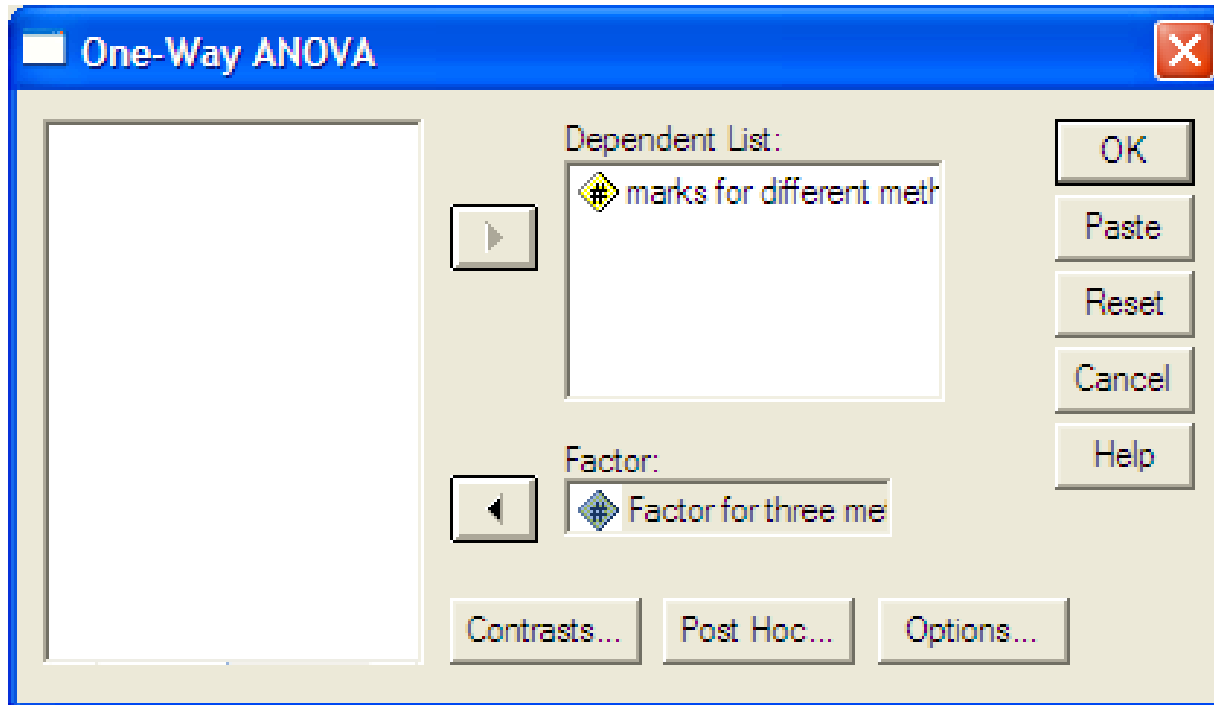 One-Way ANOVA
Dependent List:
# marks for different meth
Factor:
# Factor for three me
OK
Paste
Reset
Cancel
Help
Contrasts...
Post Hoc...
Options...